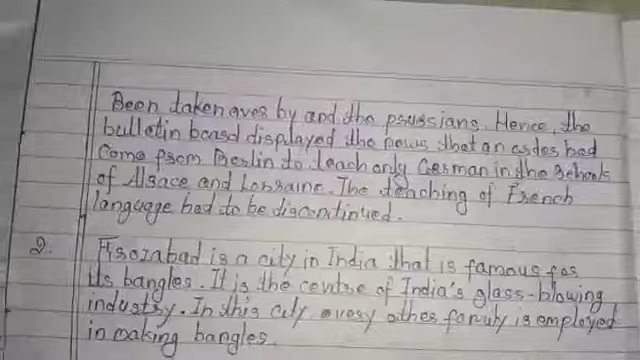 Been taken over by and the prussians. Hence, the
bulletin board displayed the news that an order had
Come from Berlin to teach only German in the schools
of Alsace and Lorraine. The teaching of French
language had to be discontinued.
2. Firozabad is a city in India that is famous for
its bangles. It is the centre of India's glass-blowing
industry. In this city every other family is employed
in making bangles.